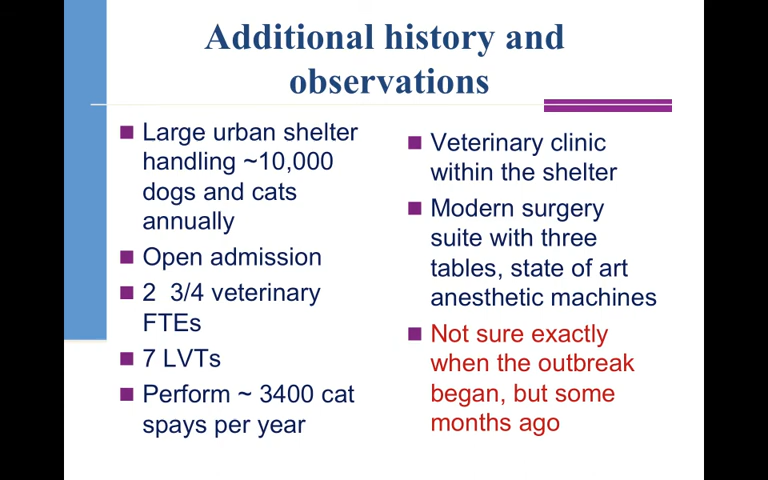 Additional history and
observations
Large urban shelter
handling ~10,000
dogs and cats
annually
Open admission
2  3/4 veterinary
FTEs
7 LVTs
Perform ~ 3400 cat
spays per year
Veterinary clinic
within the shelter
Modern surgery
suite with three
tables, state of art
anesthetic machines
Not sure exactly
when the outbreak
began, but some
months ago